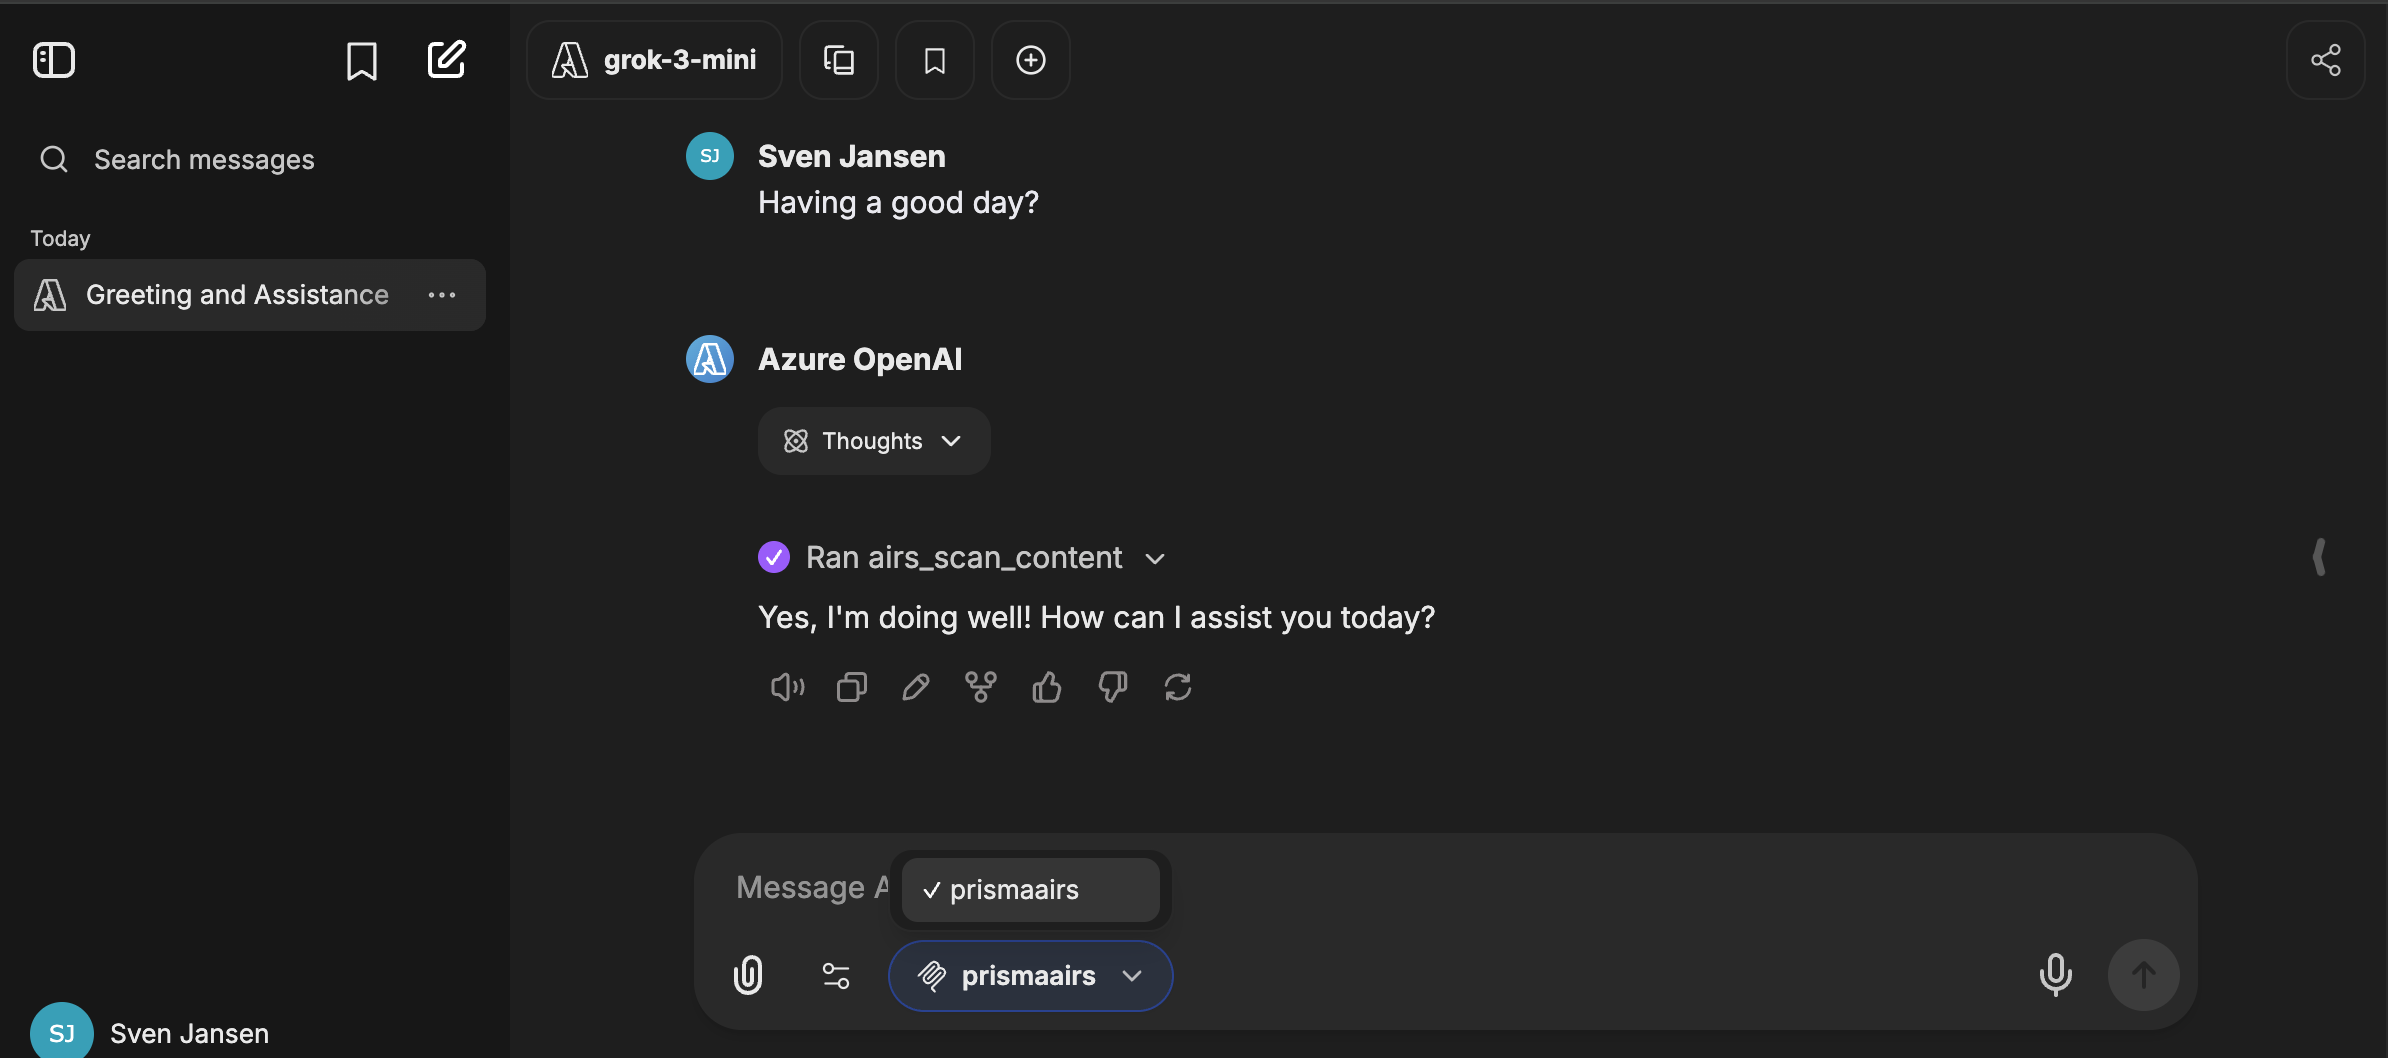 grok-3-mini
Search messages
Today
Greeting and Assistance
SJ
Sven Jansen
Having a good day?
Azure OpenAI
Thoughts
Ran airs_scan_content
Yes, I'm doing well! How can I assist you today?
Message A
✓ prismaairs
prismaairs
SJ
Sven Jansen